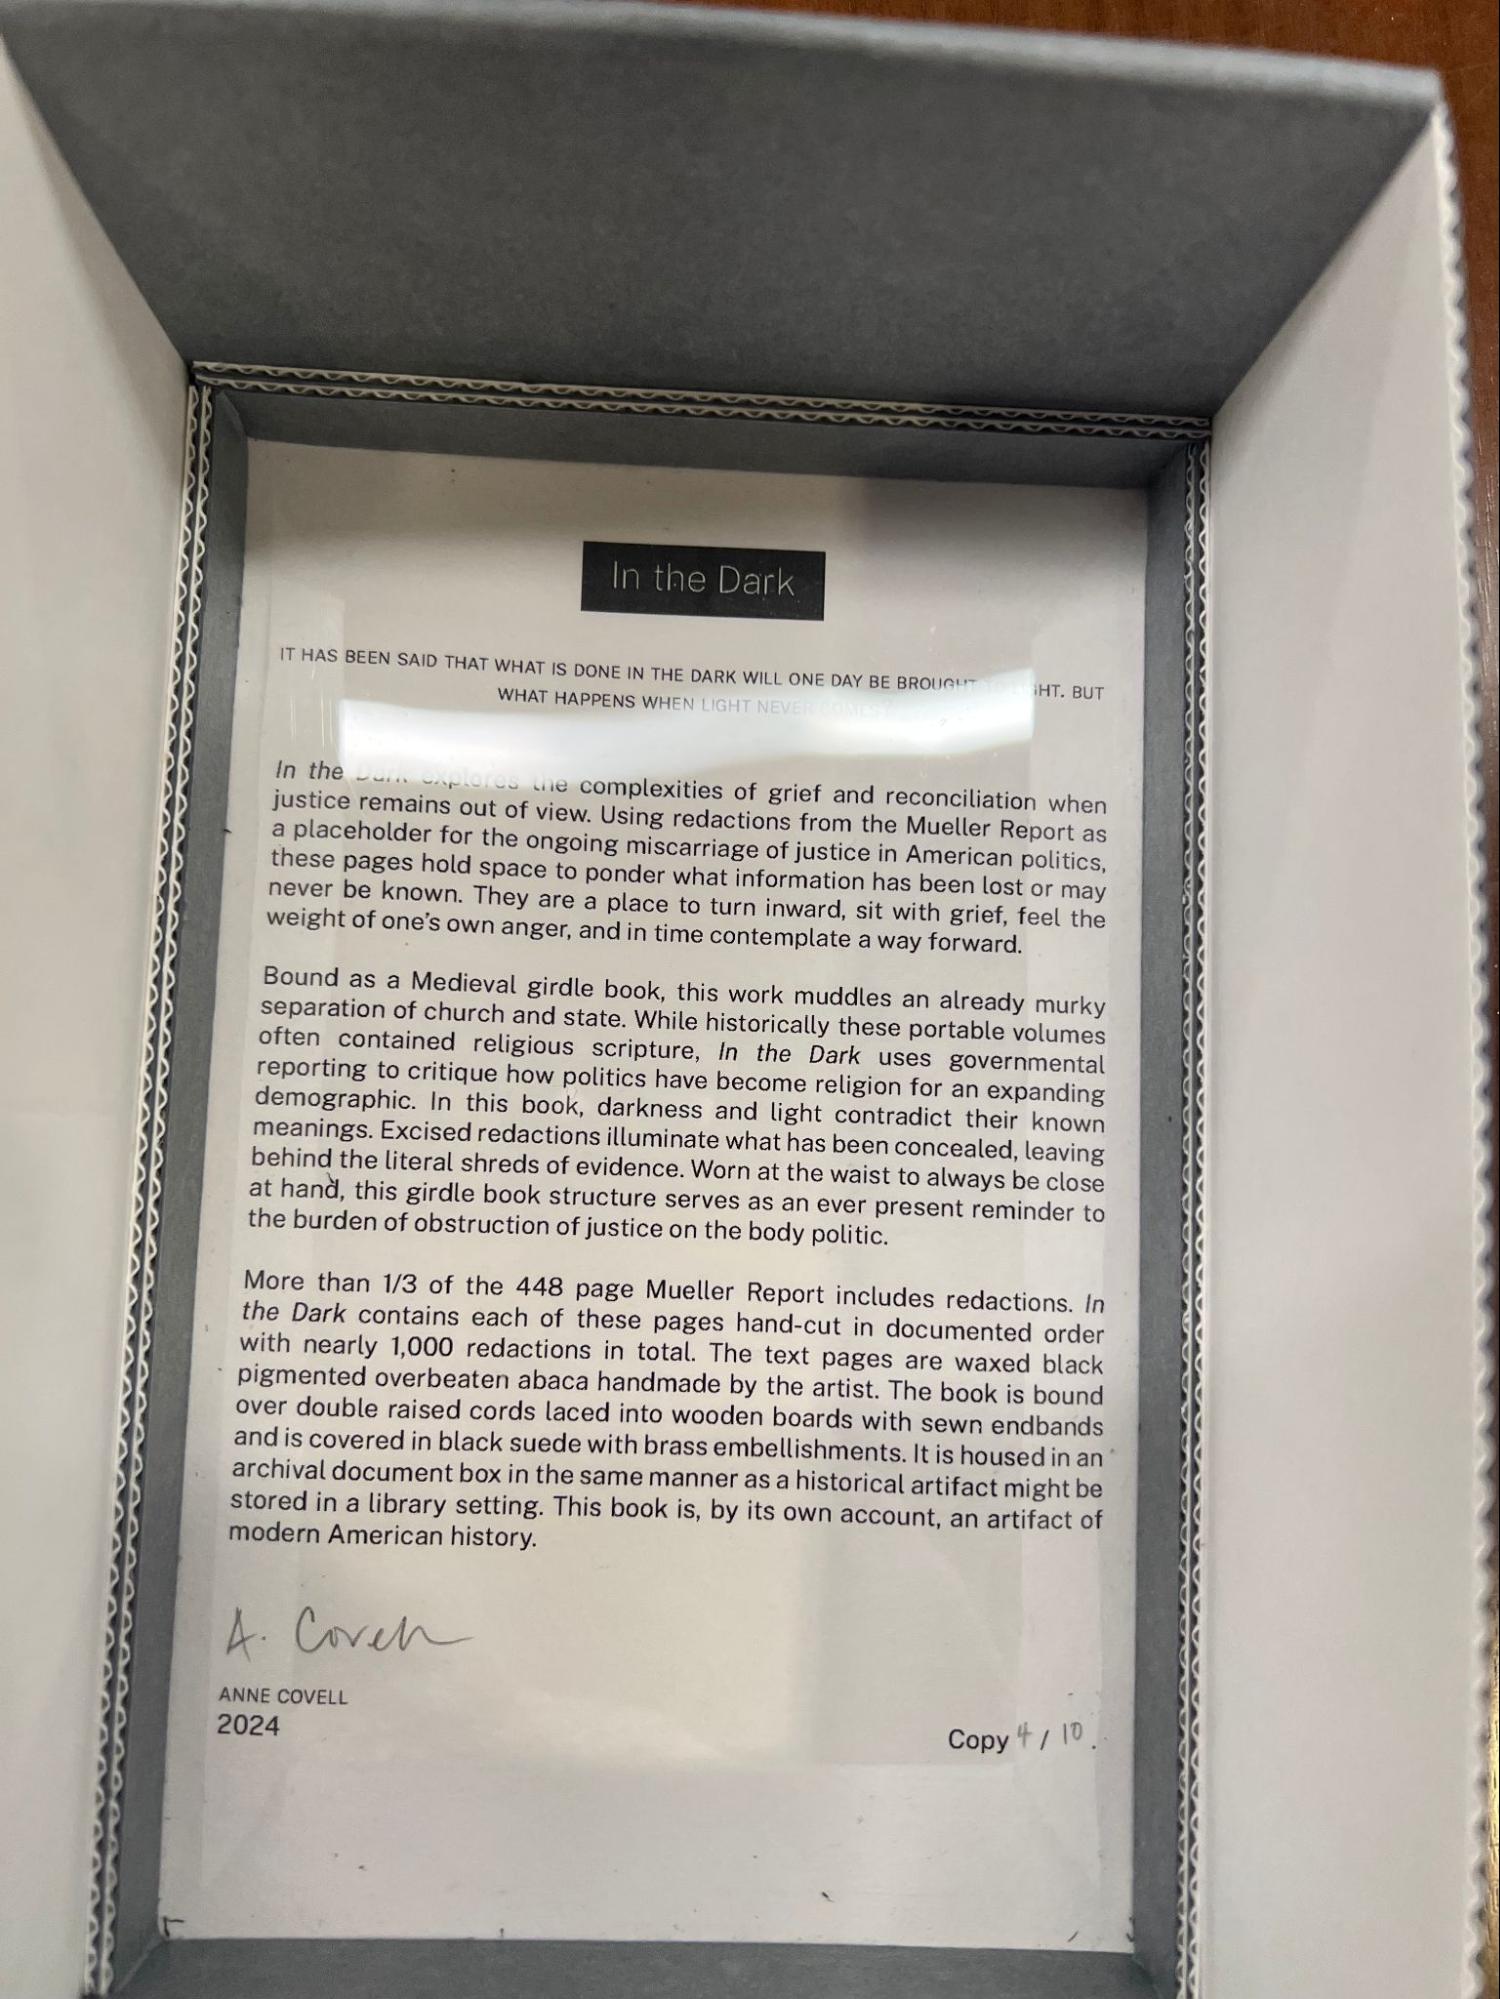 In the Dark
IT HAS BEEN SAID THAT WHAT IS DONE IN THE DARK WILL ONE DAY BE BROUGHT TO LIGHT. BUT
WHAT HAPPENS WHEN LIGHT NEVER COMES?
In the Dark explores the complexities of grief and reconciliation when
justice remains out of view. Using redactions from the Mueller Report as
a placeholder for the ongoing miscarriage of justice in American politics,
these pages hold space to ponder what information has been lost or may
never be known. They are a place to turn inward, sit with grief, feel the
weight of one's own anger, and in time contemplate a way forward.
Bound as a Medieval girdle book, this work muddles an already murky
separation of church and state. While historically these portable volumes
often contained religious scripture, In the Dark uses governmental
reporting to critique how politics have become religion for an expanding
demographic. In this book, darkness and light contradict their known
meanings. Excised redactions illuminate what has been concealed, leaving
behind the literal shreds of evidence. Worn at the waist to always be close
at hand, this girdle book structure serves as an ever present reminder to
the burden of obstruction of justice on the body politic.
More than 1/3 of the 448 page Mueller Report includes redactions. In
the Dark contains each of these pages hand-cut in documented order
with nearly 1,000 redactions in total. The text pages are waxed black
pigmented overbeaten abaca handmade by the artist. The book is bound
over double raised cords laced into wooden boards with sewn endbands
and is covered in black suede with brass embellishments. It is housed in an
archival document box in the same manner as a historical artifact might be
stored in a library setting. This book is, by its own account, an artifact of
modern American history.
A. Covell
ANNE COVELL
2024
Copy 4 / 10.